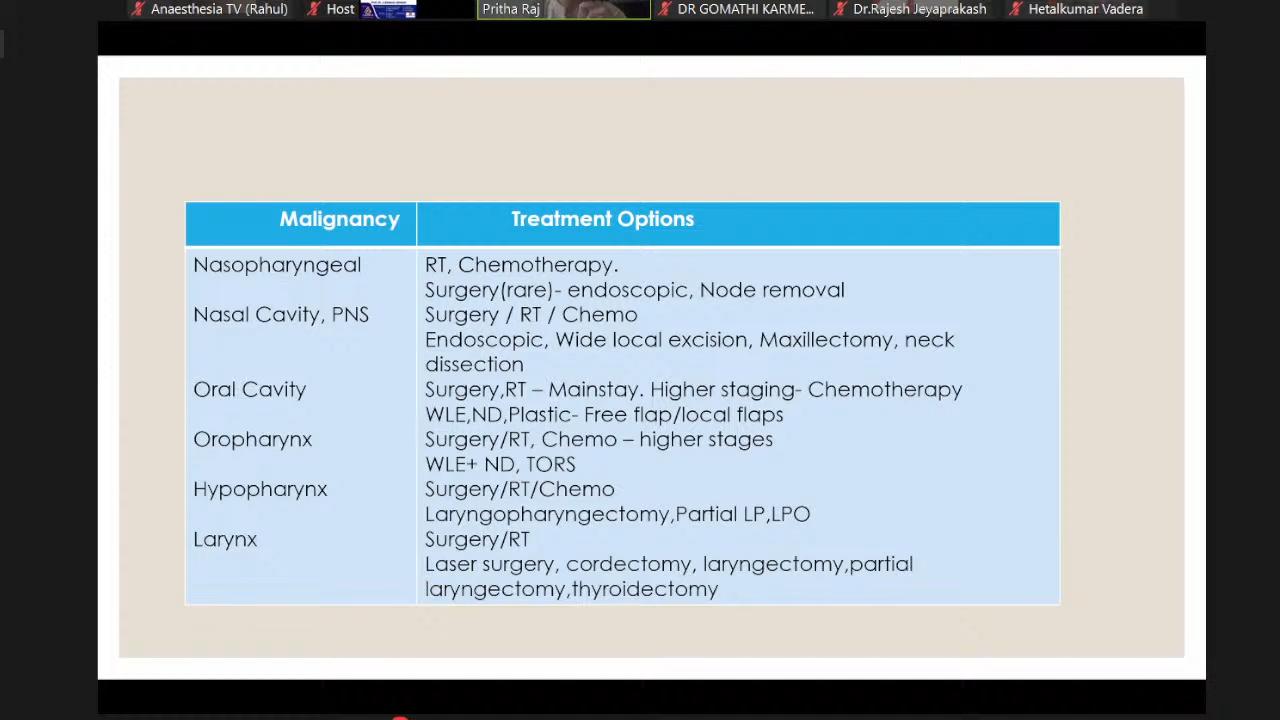 Anaesthesia TV (Rahul) Host Pritha Raj DR GOMATHI KARME... Dr.Rajesh Jeyaprakash Hetalkumar Vadera
Malignancy Treatment Options
Nasopharyngeal RT, Chemotherapy.
Surgery(rare)- endoscopic, Node removal
Nasal Cavity, PNS Surgery / RT / Chemo
Endoscopic, Wide local excision, Maxillectomy, neck
dissection
Oral Cavity Surgery,RT – Mainstay. Higher staging- Chemotherapy
WLE,ND,Plastic- Free flap/local flaps
Oropharynx Surgery/RT, Chemo – higher stages
WLE+ ND, TORS
Hypopharynx Surgery/RT/Chemo
Laryngopharyngectomy,Partial LP,LPO
Larynx Surgery/RT
Laser surgery, cordectomy, laryngectomy,partial
laryngectomy,thyroidectomy